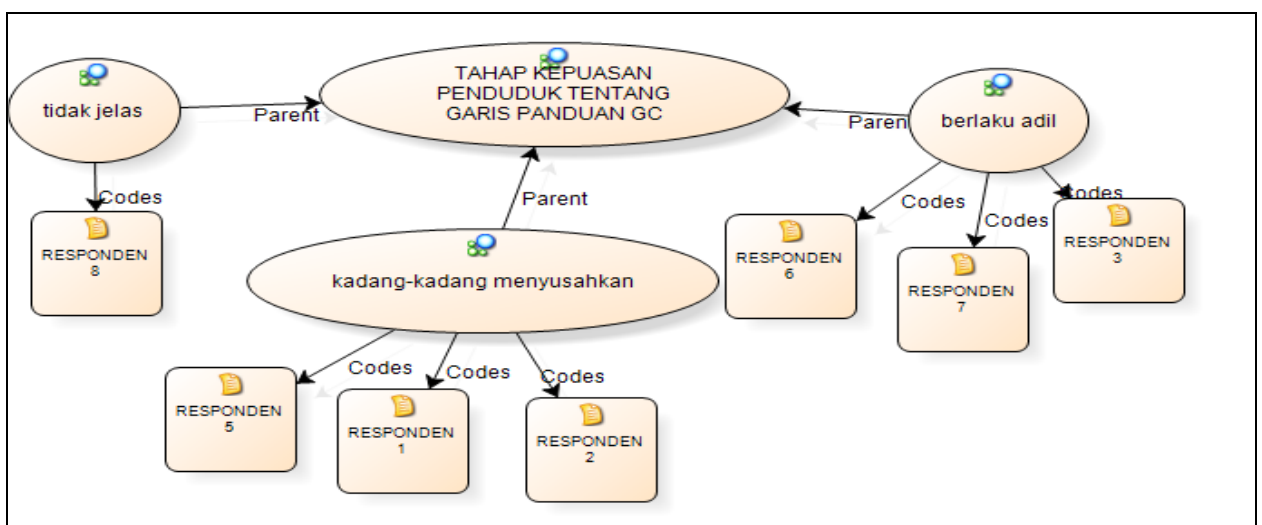 TAHAP KEPUASAN
PENDUDUK TENTANG
GARIS PANDUAN GC
tidak jelas
Parent
Paren
berlaku adil
Codes
RESPONDEN
8
Parent
kadang-kadang menyusahkan
Codes
Codes
Codes
RESPONDEN
6
RESPONDEN
7
RESPONDEN
3
Codes
Codes
Codes
RESPONDEN
5
RESPONDEN
1
RESPONDEN
2